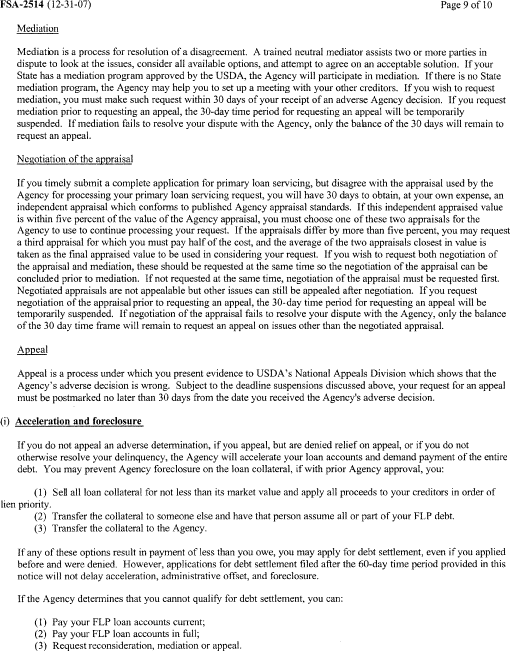 FSA-2514 (12-31-07) Page 9 of 10
Mediation
Mediation is a process for resolution of a disagreement. A trained neutral mediator assists two or more parties in
dispute to look at the issues, consider all available options, and attempt to agree on an acceptable solution. If your
State has a mediation program approved by the USDA, the Agency will participate in mediation. If there is no State
mediation program, the Agency may help you to set up a meeting with your other creditors. If you wish to request
mediation, you must make such request within 30 days of your receipt of an adverse Agency decision. If you request
mediation prior to requesting an appeal, the 30-day time period for requesting an appeal will be temporarily
suspended. If mediation fails to resolve your dispute with the Agency, only the balance of the 30 days will remain to
request an appeal.
Negotiation of the appraisal
If you timely submit a complete application for primary loan servicing, but disagree with the appraisal used by the
Agency for processing your primary loan servicing request, you will have 30 days to obtain, at your own expense, an
independent appraisal which conforms to published Agency appraisal standards. If this independent appraised value
is within five percent of the value of the Agency appraisal, you must choose one of these two appraisals for the
Agency to use to continue processing your request. If the appraisals differ by more than five percent, you may request
a third appraisal for which you must pay half of the cost, and the average of the two appraisals closest in value is
taken as the final appraised value to be used in considering your request. If you wish to request both negotiation of
the appraisal and mediation, these should be requested at the same time so the negotiation of the appraisal can be
concluded prior to mediation. If not requested at the same time, negotiation of the appraisal must be requested first.
Negotiated appraisals are not appealable but other issues can still be appealed after negotiation. If you request
negotiation of the appraisal prior to requesting an appeal, the 30-day time period for requesting an appeal will be
temporarily suspended. If negotiation of the appraisal fails to resolve your dispute with the Agency, only the balance
of the 30 day time frame will remain to request an appeal on issues other than the negotiated appraisal.
Appeal
Appeal is a process under which you present evidence to USDA's National Appeals Division which shows that the
Agency's adverse decision is wrong. Subject to the deadline suspensions discussed above, your request for an appeal
must be postmarked no later than 30 days from the date you received the Agency's adverse decision.
(i) Acceleration and foreclosure
If you do not appeal an adverse determination, if you appeal, but are denied relief on appeal, or if you do not
otherwise resolve your delinquency, the Agency will accelerate your loan accounts and demand payment of the entire
debt. You may prevent Agency foreclosure on the loan collateral, if with prior Agency approval, you:
(1) Sell all loan collateral for not less than its market value and apply all proceeds to your creditors in order of
lien priority.
(2) Transfer the collateral to someone else and have that person assume all or part of your FLP debt.
(3) Transfer the collateral to the Agency.
If any of these options result in payment of less than you owe, you may apply for debt settlement, even if you applied
before and were denied. However, applications for debt settlement filed after the 60-day time period provided in this
notice will not delay acceleration, administrative offset, and foreclosure.
If the Agency determines that you cannot qualify for debt settlement, you can:
(1) Pay your FLP loan accounts current;
(2) Pay your FLP loan accounts in full;
(3) Request reconsideration, mediation or appeal.